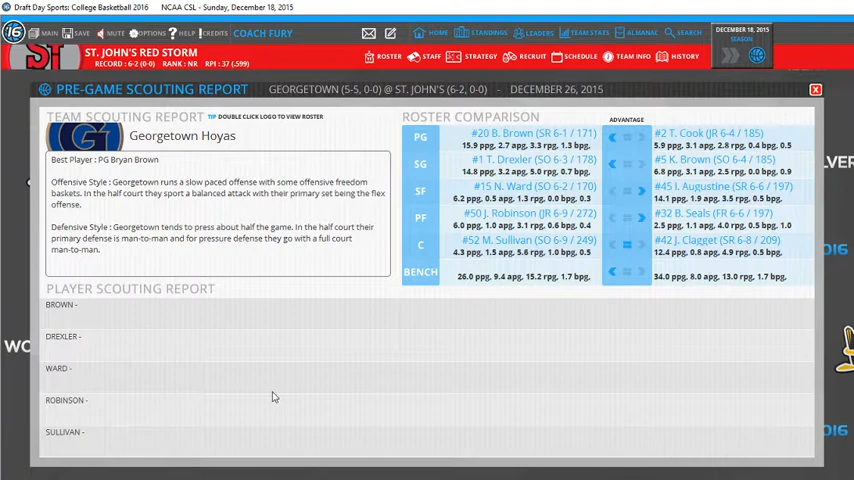 Draft Day Sports: College Basketball 2016 NCAA CSL - Sunday, December 18, 2015
'16 MAIN SAVE MUTE OPTIONS HELP CREDITS COACH FURY HOME STANDINGS LEADERS TEAM STATS ALMANAC SEARCH
DECEMBER 18, 2015
SEASON
ST. JOHN'S RED STORM
RECORD : 6-2 (0-0) RANK : NR RPI : 37 (.599)
ROSTER STAFF STRATEGY RECRUIT SCHEDULE TEAM INFO HISTORY
PRE-GAME SCOUTING REPORT GEORGETOWN (5-5, 0-0) @ ST. JOHN'S (6-2, 0-0) - DECEMBER 26, 2015 X
TEAM SCOUTING REPORT TIP DOUBLE CLICK LOGO TO VIEW ROSTER
Georgetown Hoyas
Best Player : PG Bryan Brown
Offensive Style : Georgetown runs a slow paced offense with some offensive freedom
baskets. In the half court they sport a balanced attack with their primary set being the flex
offense.
Defensive Style : Georgetown tends to press about half the game. In the half court their
primary defense is man-to-man and for pressure defense they go with a full court
man-to-man.
ROSTER COMPARISON ADVANTAGE
PG #20 B. Brown (SR 6-1 / 171) #2 T. Cook (JR 6-4 / 185)
15.9 ppg, 2.7 apg, 3.3 rpg, 1.3 bpg, 5.9 ppg, 3.1 apg, 2.8 rpg, 0.4 bpg, 0.5
SG #1 T. Drexler (SO 6-3 / 178) #5 K. Brown (SO 6-4 / 185)
14.8 ppg, 3.2 apg, 5.0 rpg, 0.7 bpg, 6.8 ppg, 3.1 apg, 2.5 rpg, 0.0 bpg, 0.9
SF #15 N. Ward (SO 6-2 / 170) #45 I. Augustine (SR 6-6 / 197)
6.2 ppg, 0.5 apg, 1.3 rpg, 0.0 bpg, 0.3 14.1 ppg, 1.9 apg, 3.5 rpg, 0.5 bpg,
PF #50 J. Robinson (JR 6-9 / 272) #32 B. Seals (FR 6-6 / 197)
6.0 ppg, 1.0 apg, 3.1 rpg, 0.6 bpg, 0.4 2.5 ppg, 1.1 apg, 4.0 rpg, 0.5 bpg, 1.0
C #52 M. Sullivan (SO 6-9 / 249) #42 J. Clagget (SR 6-8 / 209)
4.3 ppg, 1.5 apg, 5.6 rpg, 1.0 bpg, 0.5 12.4 ppg, 0.8 apg, 4.9 rpg, 0.5 bpg,
BENCH 26.0 ppg, 9.4 apg, 15.2 rpg, 1.7 bpg, 34.0 ppg, 8.0 apg, 13.0 rpg, 1.7 bpg,
PLAYER SCOUTING REPORT
BROWN -
DREXLER -
WARD -
ROBINSON -
SULLIVAN -